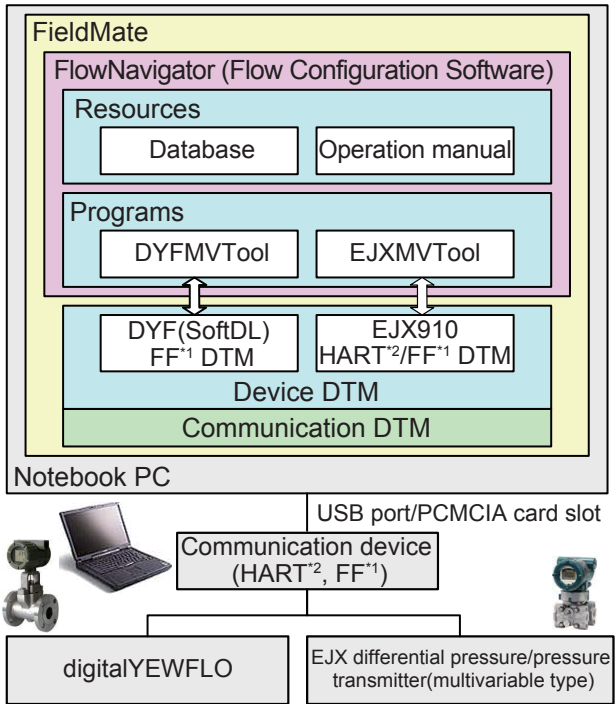 FieldMate
FlowNavigator (Flow Configuration Software)
Resources
Database
Operation manual
Programs
DYFMVTool
EJXMVTool
DYF(SoftDL)
FF*1 DTM
EJX910
HART*2/FF*1 DTM
Device DTM
Communication DTM
Notebook PC
USB port/PCMCIA card slot
Communication device
(HART*2, FF*1)
digitalYEWFLO
EJX differential pressure/pressure
transmitter(multivariable type)